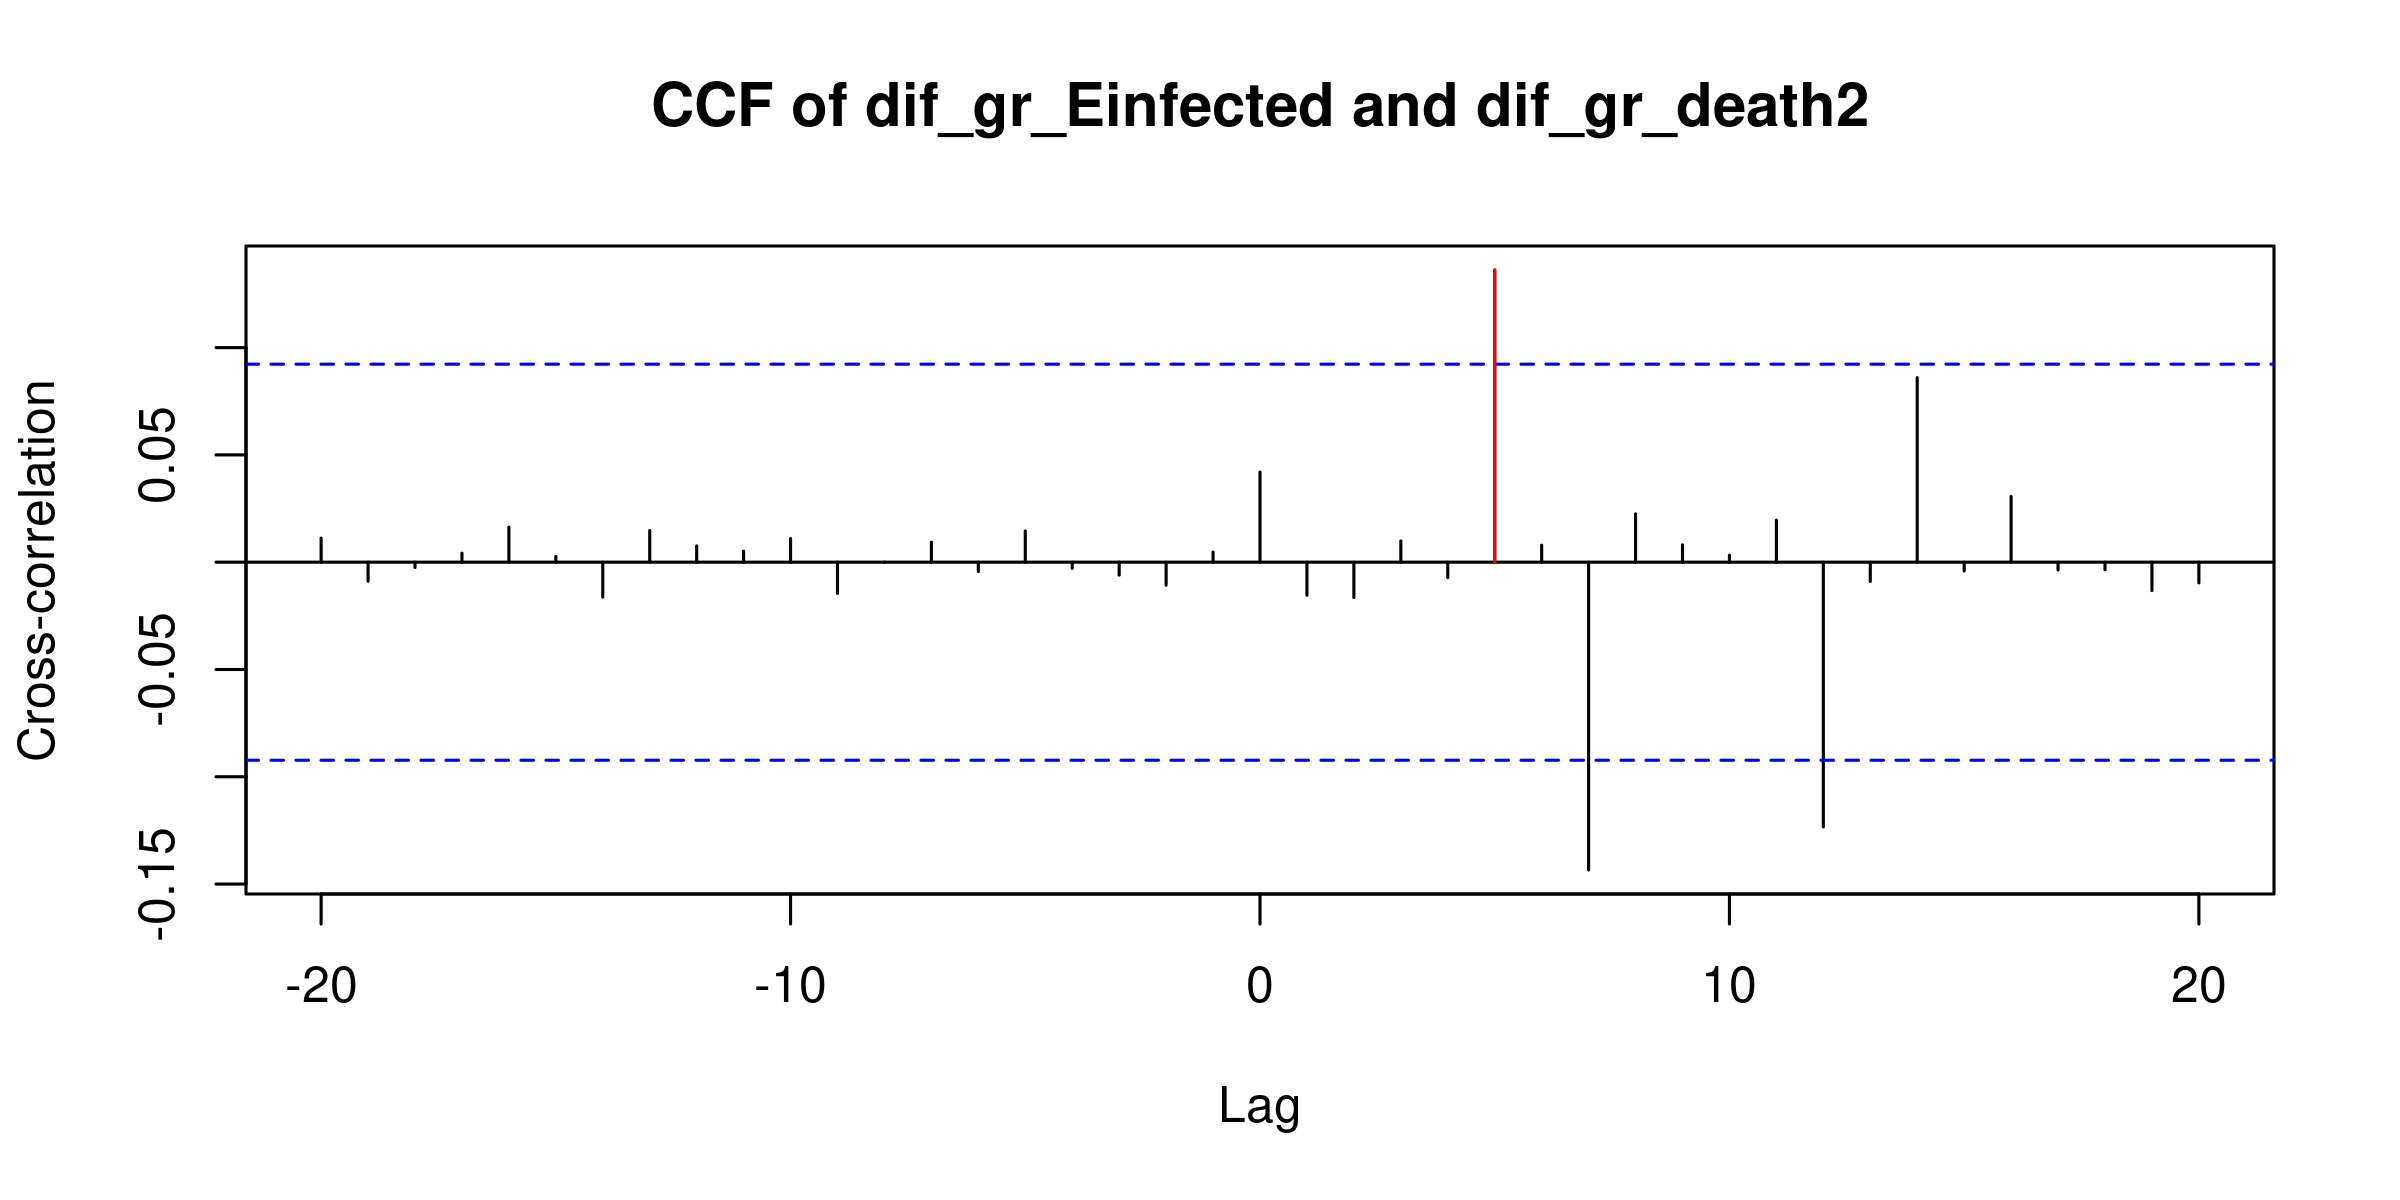 CCF of dif_gr_Einfected and dif_gr_death2
Cross-correlation
0.05
-0.05
-0.15
-20 -10 0 10 20
Lag